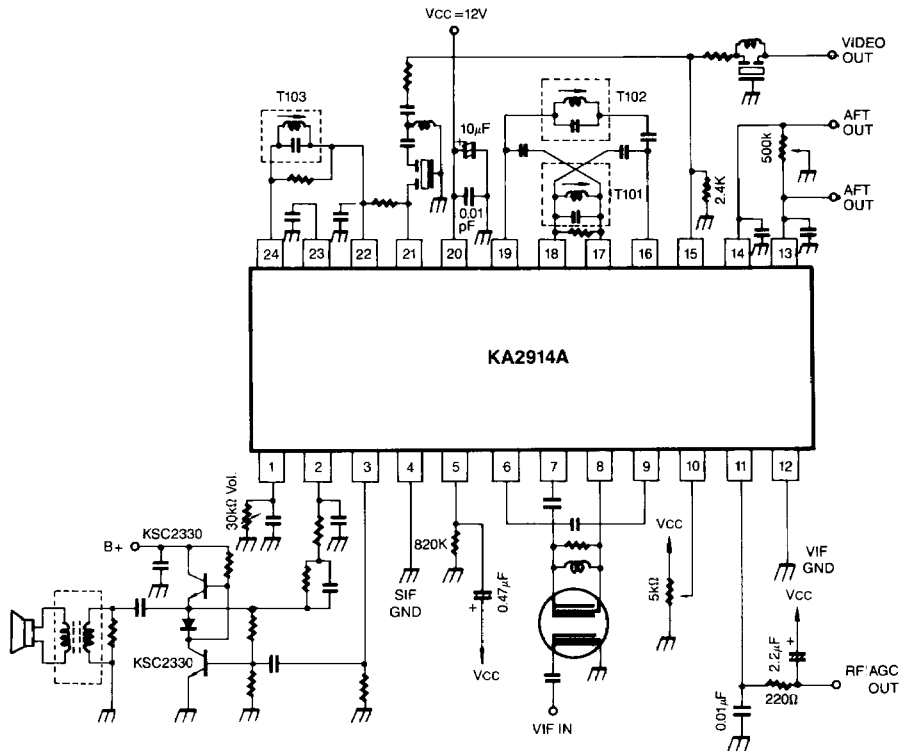 VCC=12V
VIDEO
OUT
T103
T102
AFT
OUT
10µF
+
500k
T101
2.4K
0.01
pF
AFT
OUT
24
23
22
21
20
19
18
17
16
15
14
13
KA2914A
1
2
3
4
5
6
7
8
9
10
11
12
30kΩ Vol.
KSC2330
B+
820K
SIF
GND
0.47µF
+
VCC
VCC
5kΩ
VIF
GND
VCC
2.2µF
+
KSC2330
VIF IN
0.01µF
220Ω
RF AGC
OUT